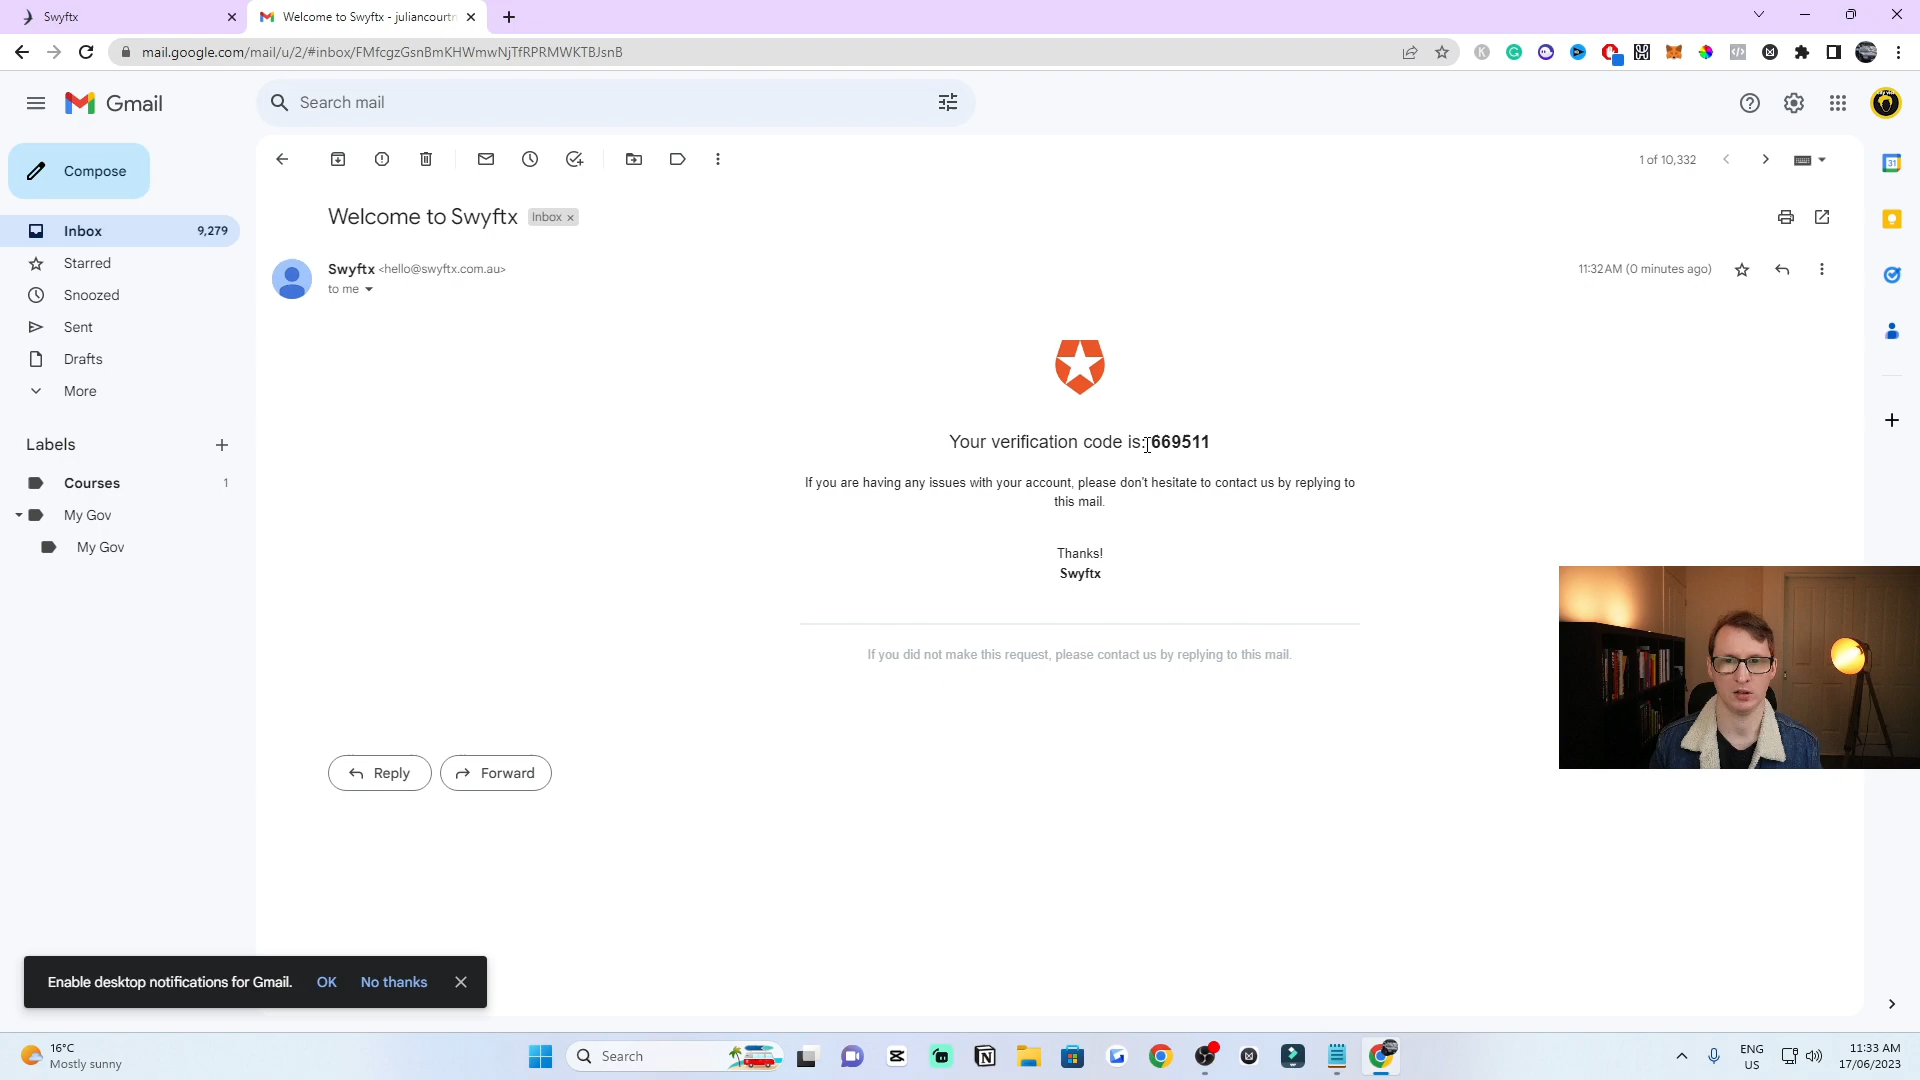 Swyftx
Welcome to Swyftx - juliancourtn
mail.google.com/mail/u/2/#inbox/FMfcgzGsnBmKHWmwNjTfRPRMWKTBJsnB
Gmail
Search mail
Compose
1 of 10,332
Inbox 9,279
Starred
Snoozed
Sent
Drafts
More
Labels
Courses 1
My Gov
My Gov
Welcome to Swyftx Inbox ×
Swyftx <hello@swyftx.com.au>
11:32 AM (0 minutes ago)
to me
Your verification code is: 669511
If you are having any issues with your account, please don't hesitate to contact us by replying to
this mail.
Thanks!
Swyftx
If you did not make this request, please contact us by replying to this mail.
Reply
Forward
Enable desktop notifications for Gmail. OK No thanks
16°C
Mostly sunny
Search
ENG
US
11:33 AM
17/06/2023